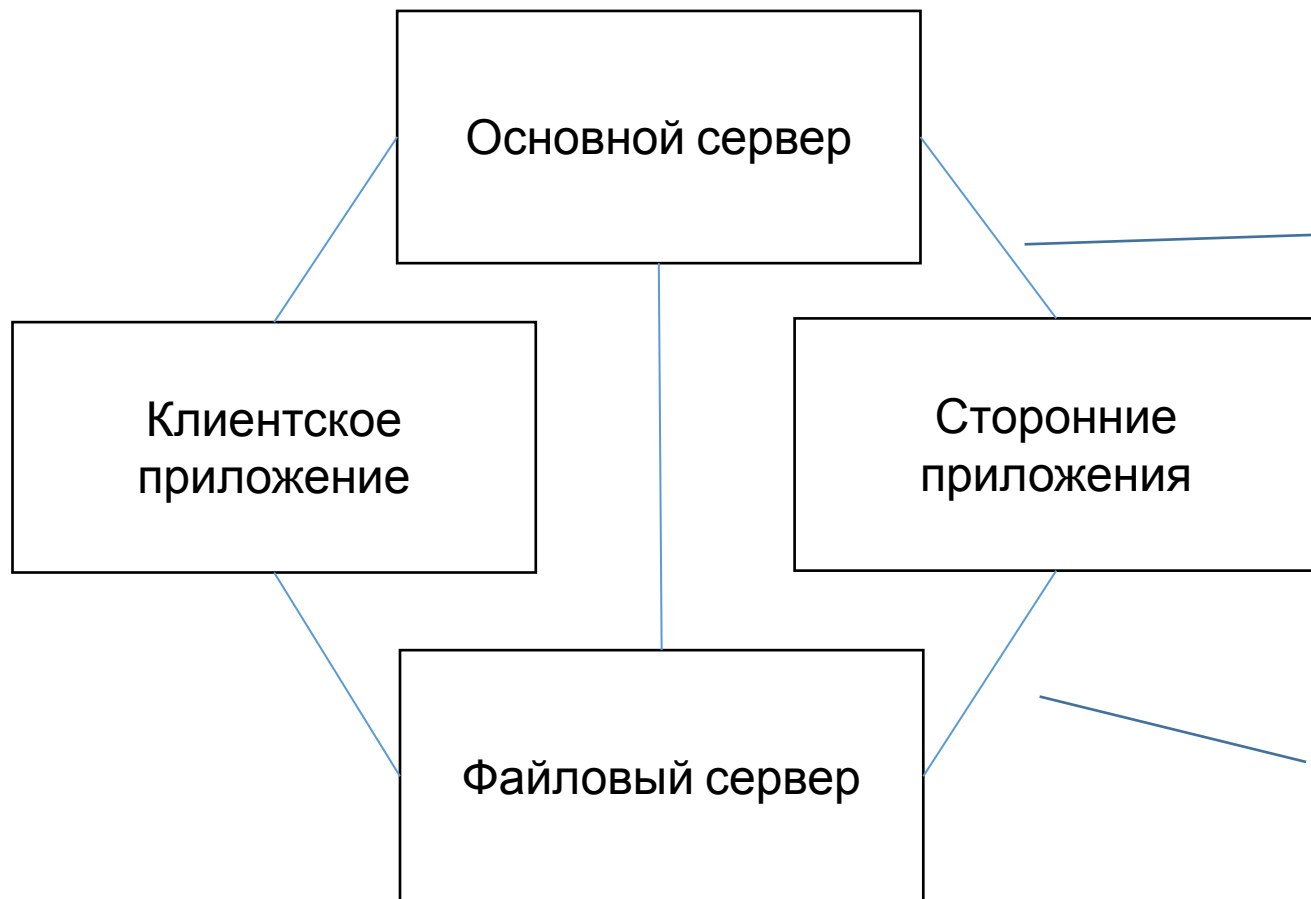 Основной сервер
Клиентское
приложение
Сторонние
приложения
Файловый сервер